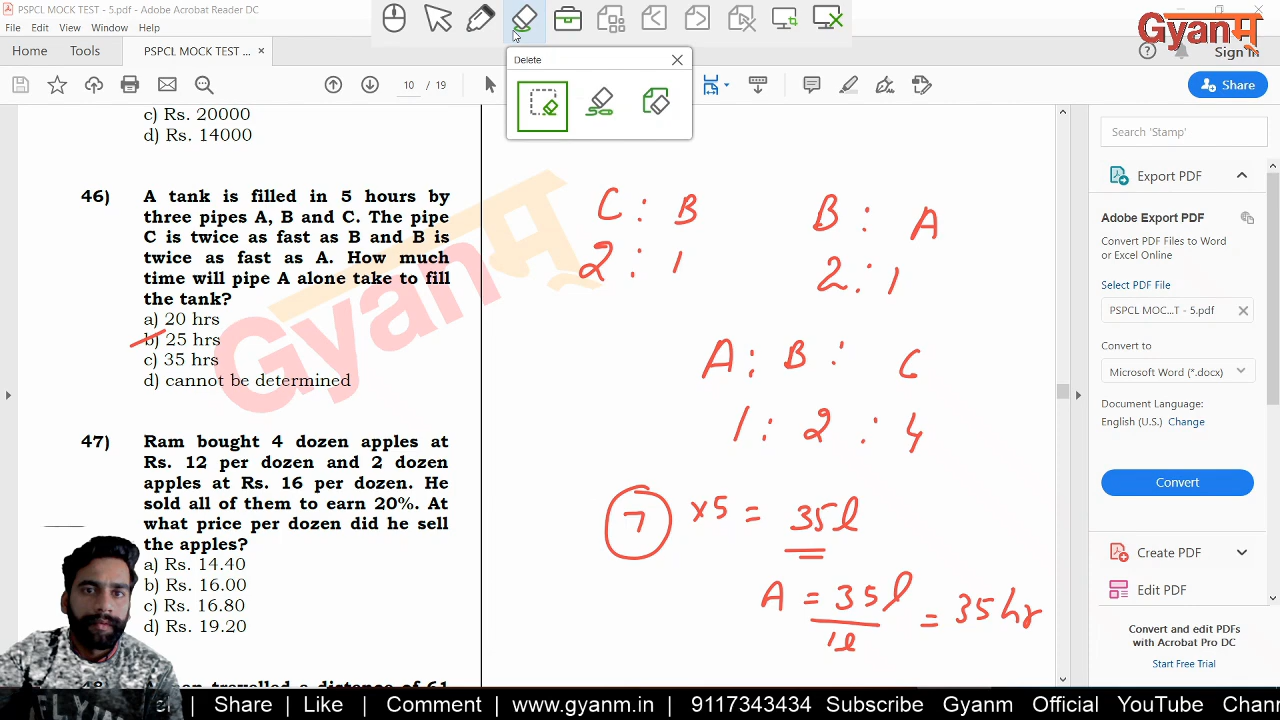 PSPCL MOCK TEST - 5.pdf - Adobe Acrobat Reader DC
File Edit View Window Help
Home Tools PSPCL MOCK TEST ... ×
Gyanम्
Sign In
Delete
10 / 19
Share
c) Rs. 20000
d) Rs. 14000
46) A tank is filled in 5 hours by
three pipes A, B and C. The pipe
C is twice as fast as B and B is
twice as fast as A. How much
time will pipe A alone take to fill
the tank?
a) 20 hrs
b) 25 hrs
c) 35 hrs
d) cannot be determined
47) Ram bought 4 dozen apples at
Rs. 12 per dozen and 2 dozen
apples at Rs. 16 per dozen. He
sold all of them to earn 20%. At
what price per dozen did he sell
the apples?
a) Rs. 14.40
b) Rs. 16.00
c) Rs. 16.80
d) Rs. 19.20
travelled a distance of 61
Gyanम्
C : B B : A
2 : 1 2 : 1
A : B : C
1 : 2 : 4
7 ×5 = 35l
A = 35l = 35hr
1l
Search 'Stamp'
Export PDF
Adobe Export PDF
Convert PDF Files to Word
or Excel Online
Select PDF File
PSPCL MOC...T - 5.pdf
Convert to
Microsoft Word (*.docx)
Document Language:
English (U.S.) Change
Convert
Create PDF
Edit PDF
Convert and edit PDFs
with Acrobat Pro DC
Start Free Trial
| Share | Like | Comment | www.gyanm.in | 9117343434 Subscribe Gyanm Official YouTube Chan